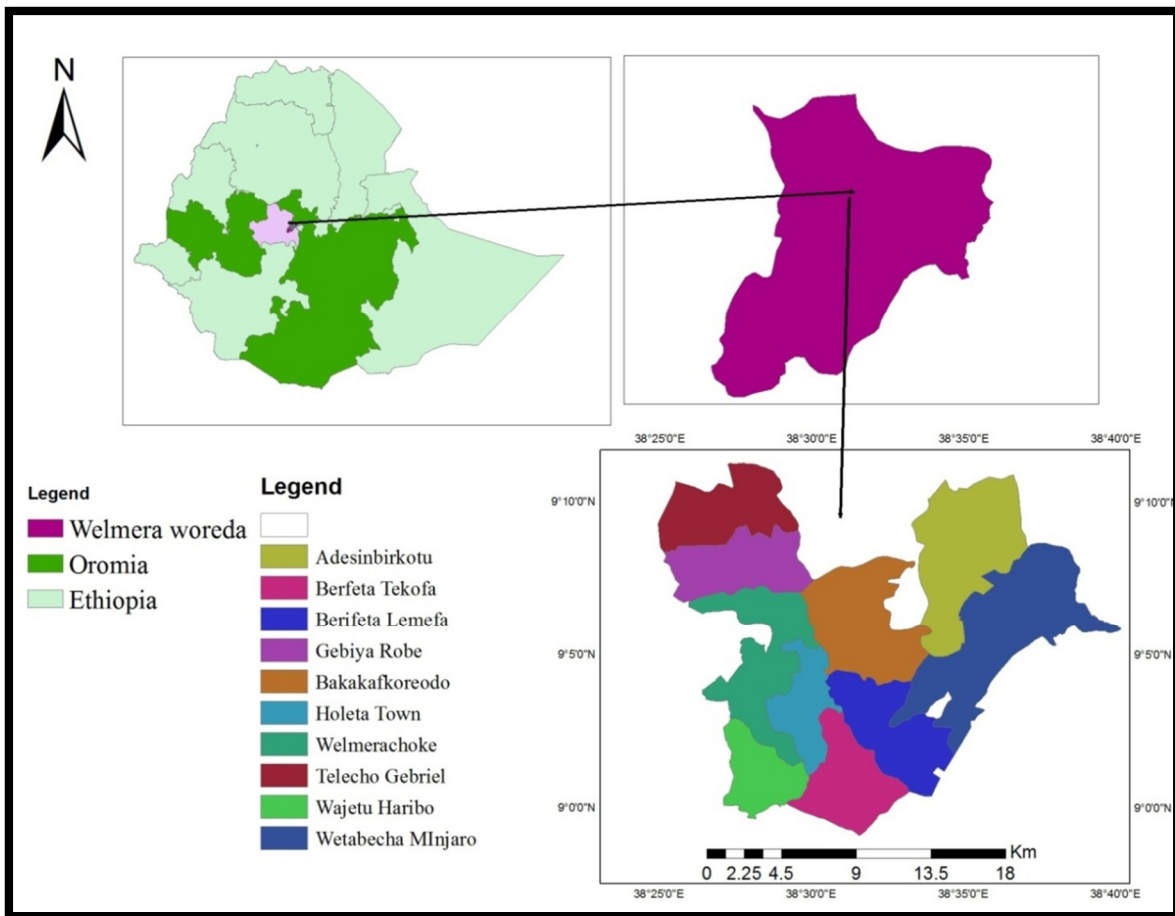 N
38°25'0"E 38°30'0"E 38°35'0"E 38°40'0"E
Legend
Welmera woreda
Oromia
Ethiopia
Legend
Adesinbirkotu
Berfeta Tekofa
Berifeta Lemefa
Gebiya Robe
Bakakafkoreodo
Holeta Town
Welmerachoke
Telecho Gebriel
Wajetu Haribo
Wetabecha MInjaro
9°10'0"N 9°10'0"N
9°5'0"N 9°5'0"N
9°0'0"N 9°0'0"N
Km
0 2.25 4.5 9 13.5 18
38°25'0"E 38°30'0"E 38°35'0"E 38°40'0"E